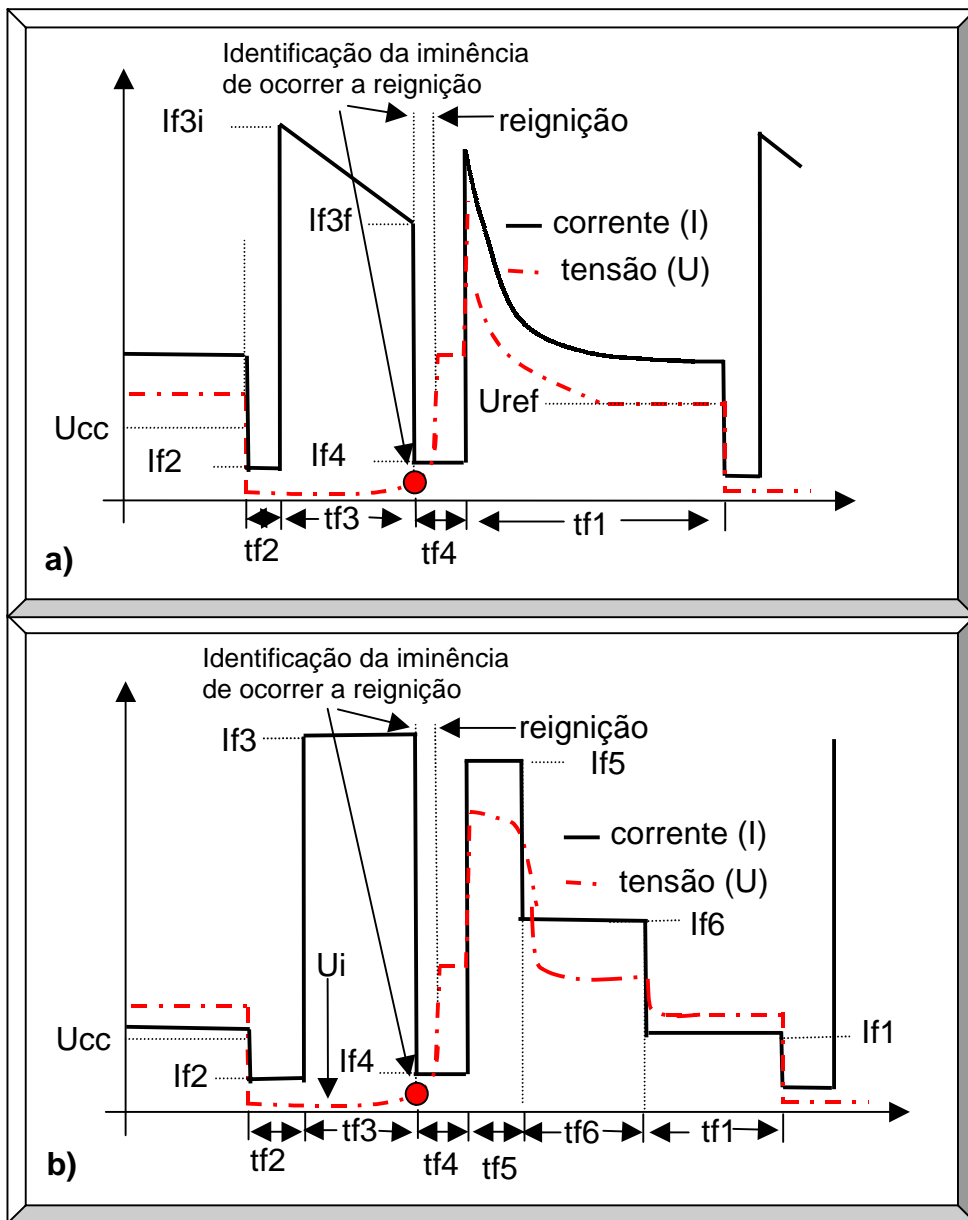 Identificação da iminência
de ocorrer a reignição
reignição
If3i
If3f
corrente (I)
tensão (U)
Uref
Ucc
If2
If4
tf2
tf3
tf4
tf1
a)
Identificação da iminência
de ocorrer a reignição
reignição
If3
If5
corrente (I)
tensão (U)
If6
Ui
Ucc
If1
If2
If4
tf2
tf3
tf4
tf5
tf6
tf1
b)